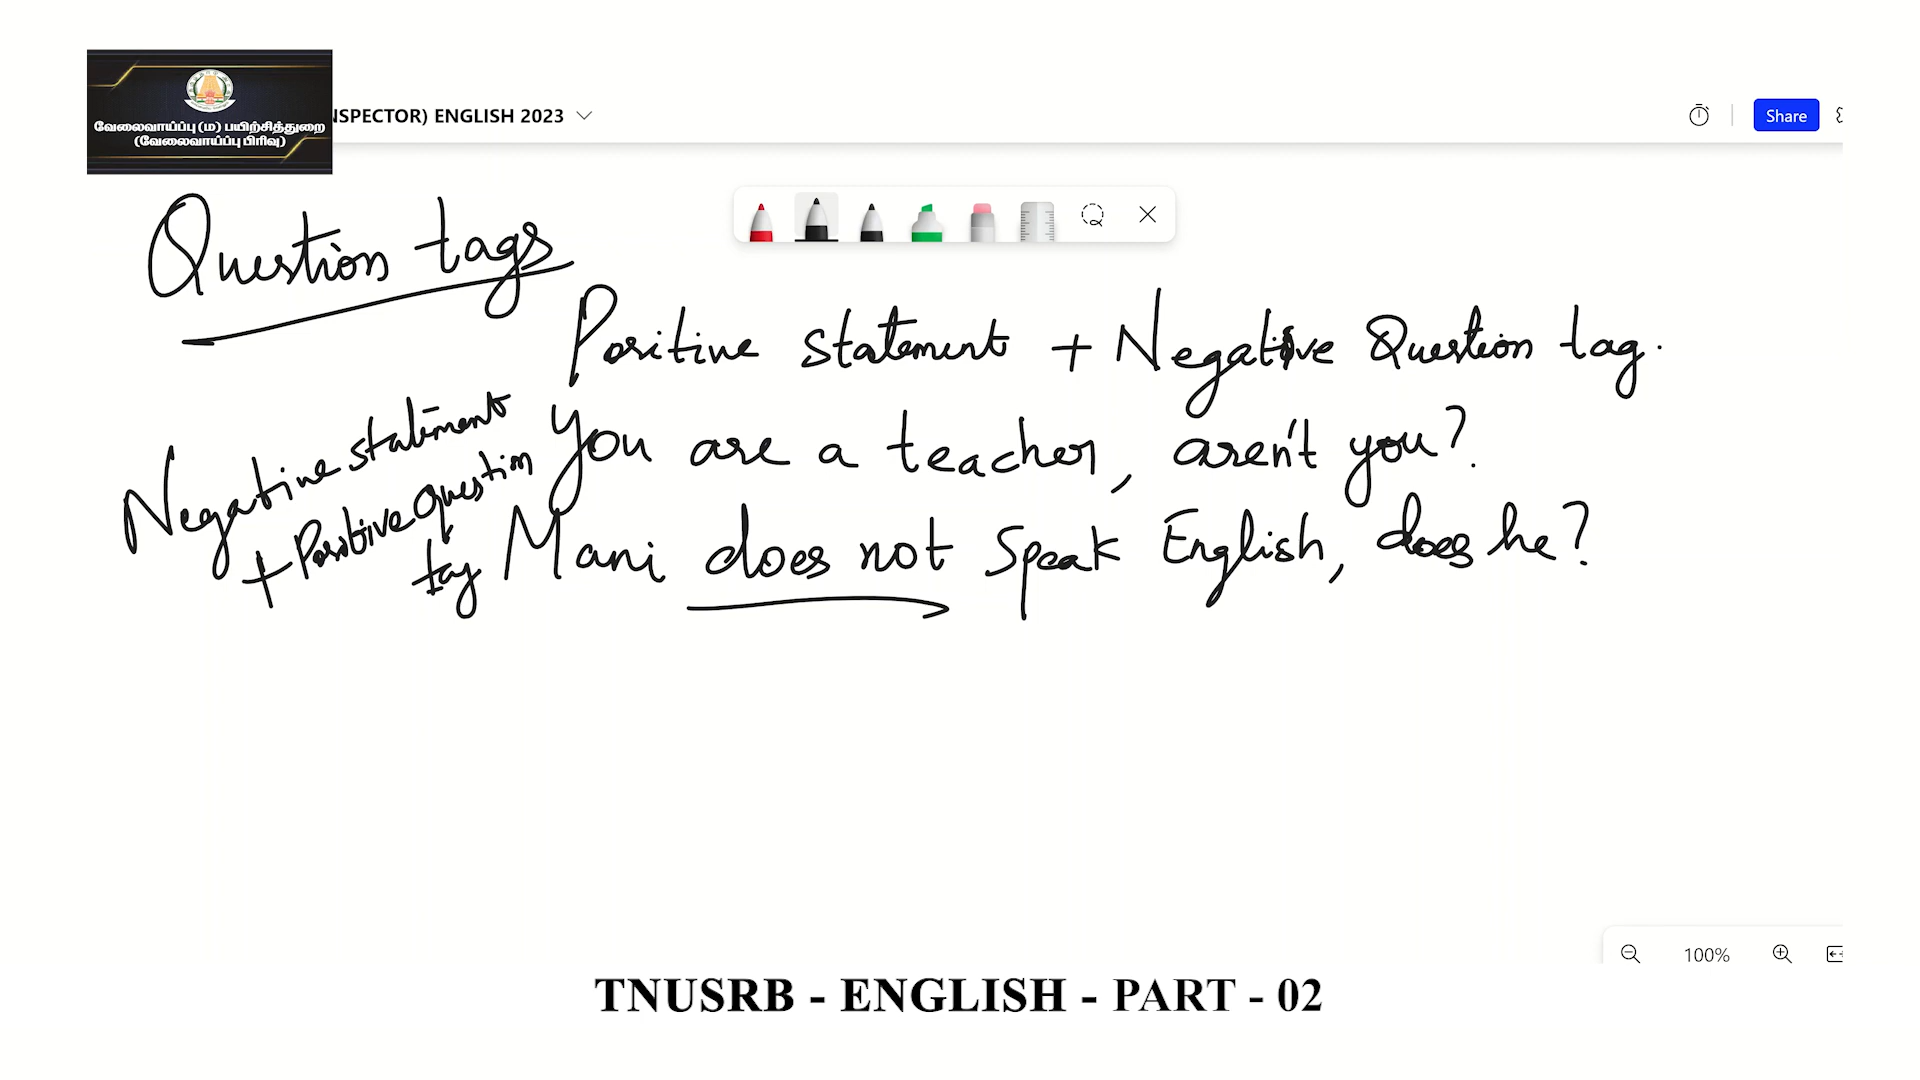 வேலைவாய்ப்பு (ம) பயிற்சித்துறை
(வேலைவாய்ப்பு பிரிவு)
NSPECTOR) ENGLISH 2023
Share
Question tags
Positive statement + Negative Question tag.
Negative statement
+ Positive question
tag
You are a teacher, aren't you?
Mani does not speak English, does he?
100%
TNUSRB - ENGLISH - PART - 02